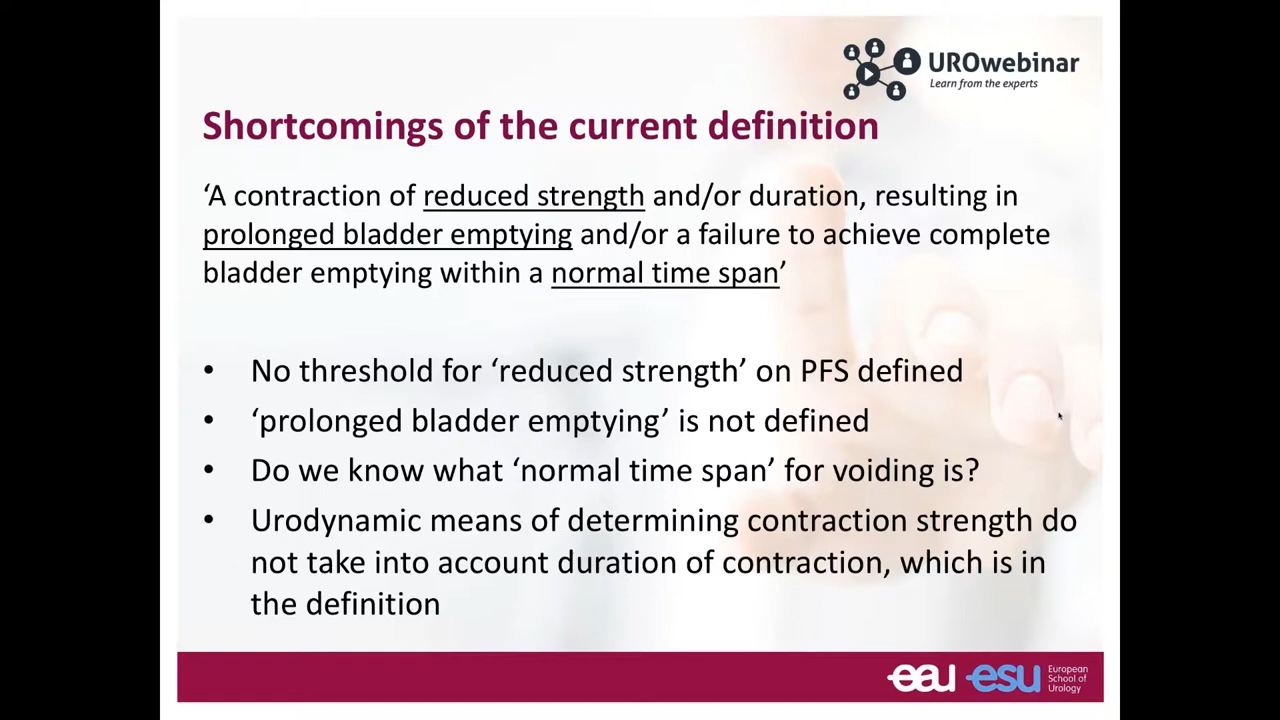 UROwebinar
Learn from the experts
Shortcomings of the current definition
‘A contraction of reduced strength and/or duration, resulting in
prolonged bladder emptying and/or a failure to achieve complete
bladder emptying within a normal time span’
• No threshold for ‘reduced strength’ on PFS defined
• ‘prolonged bladder emptying’ is not defined
• Do we know what ‘normal time span’ for voiding is?
• Urodynamic means of determining contraction strength do
not take into account duration of contraction, which is in
the definition
eau esu European
School of
Urology